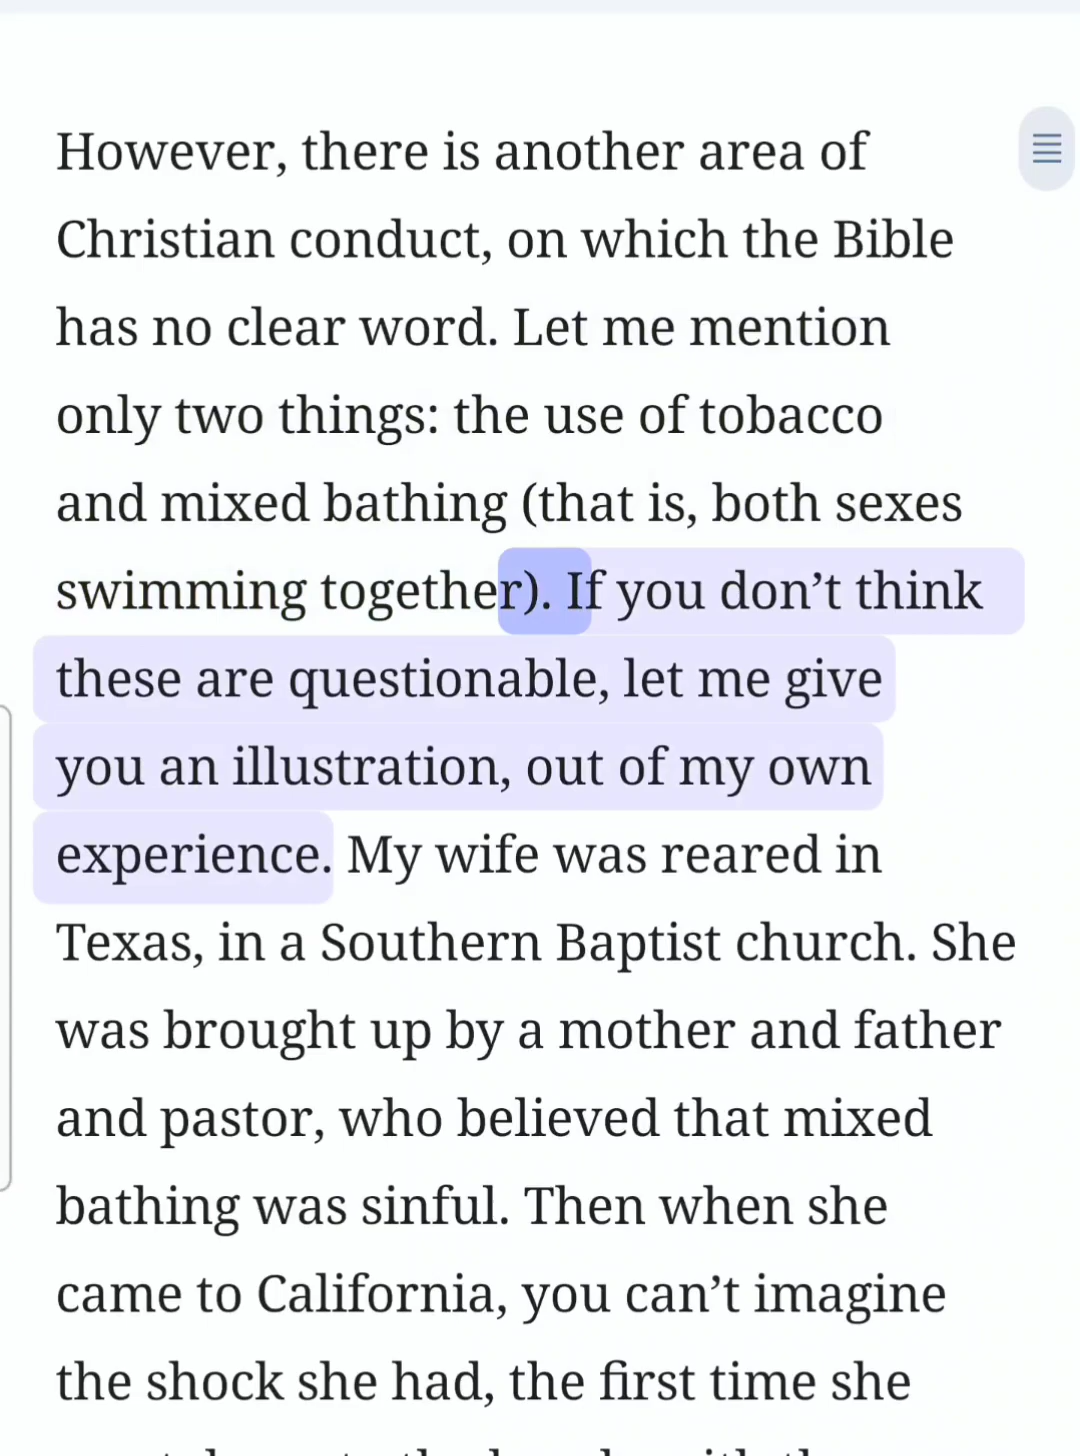 However, there is another area of
Christian conduct, on which the Bible
has no clear word. Let me mention
only two things: the use of tobacco
and mixed bathing (that is, both sexes
swimming together). If you don’t think
these are questionable, let me give
you an illustration, out of my own
experience. My wife was reared in
Texas, in a Southern Baptist church. She
was brought up by a mother and father
and pastor, who believed that mixed
bathing was sinful. Then when she
came to California, you can’t imagine
the shock she had, the first time she